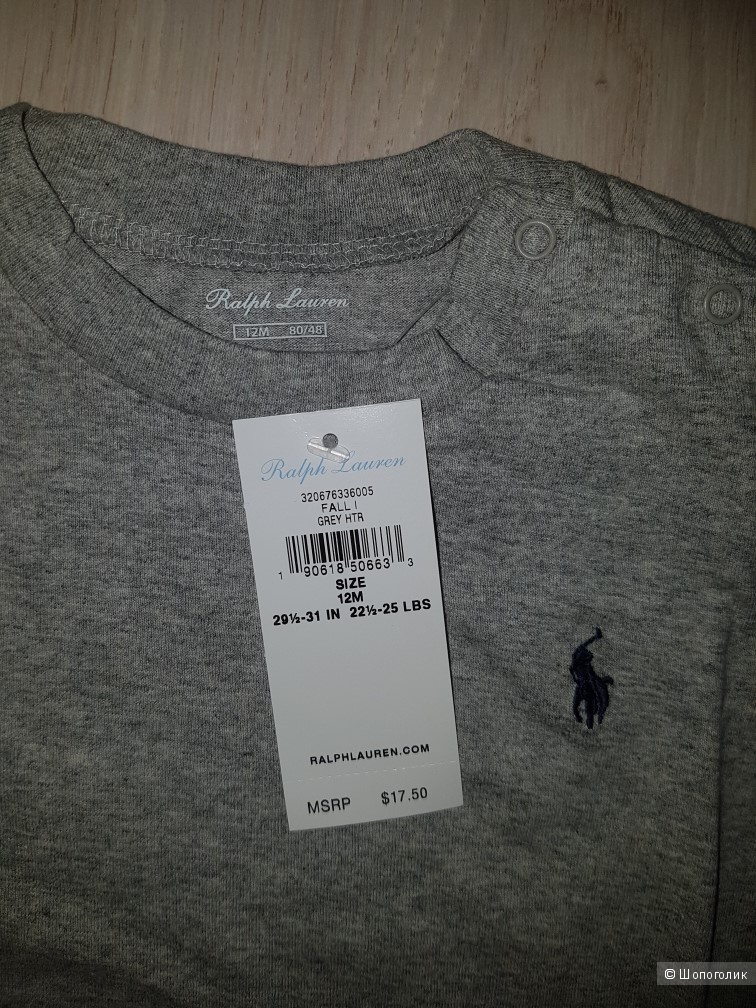 Ralph Lauren
12M 80/48
Ralph Lauren
320676336005
FALL I
GREY HTR
1 90618 50663 3
SIZE
12M
29½-31 IN 22½-25 LBS
RALPHLAUREN.COM
MSRP $17.50
© Шопоголик